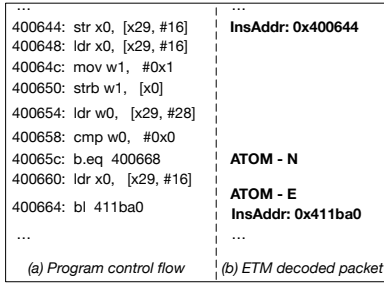 ...
400644: str x0, [x29, #16]
400648: ldr x0, [x29, #16]
40064c: mov w1, #0x1
400650: strb w1, [x0]
400654: ldr w0, [x29, #28]
400658: cmp w0, #0x0
40065c: b.eq 400668
400660: ldr x0, [x29, #16]
400664: bl 411ba0
...
(a) Program control flow
...
InsAddr: 0x400644
ATOM - N
ATOM - E
InsAddr: 0x411ba0
...
(b) ETM decoded packet